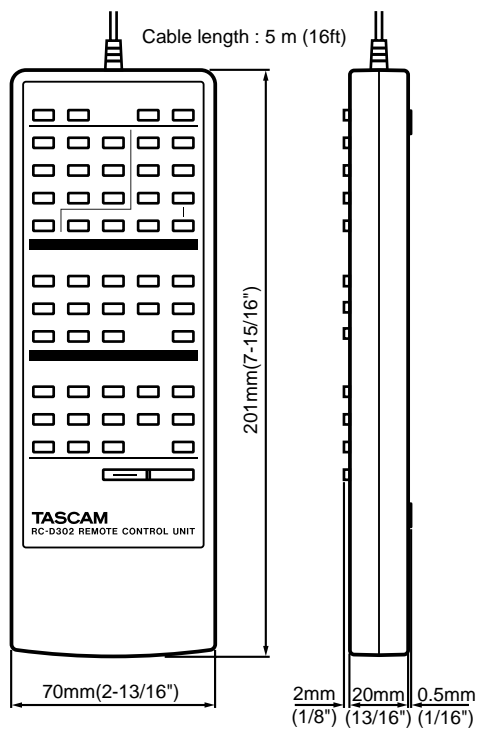 Cable length : 5 m (16ft)
201mm(7-15/16")
TASCAM
RC-D302 REMOTE CONTROL UNIT
70mm(2-13/16")
2mm
(1/8")
20mm
(13/16")
0.5mm
(1/16")